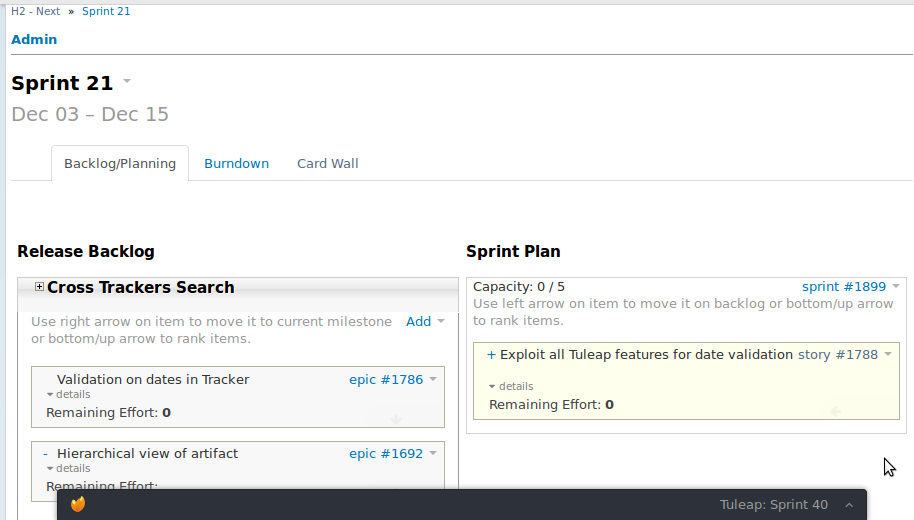 H2 - Next » Sprint 21
Admin
Sprint 21
Dec 03 – Dec 15
Backlog/Planning Burndown Card Wall
Release Backlog
Cross Trackers Search
Use right arrow on item to move it to current milestone
or bottom/up arrow to rank items.
Add
Validation on dates in Tracker epic #1786
details
Remaining Effort: 0
- Hierarchical view of artifact epic #1692
details
Remaining Effort:
Sprint Plan
Capacity: 0 / 5 sprint #1899
Use left arrow on item to move it on backlog or bottom/up arrow
to rank items.
+ Exploit all Tuleap features for date validation story #1788
details
Remaining Effort: 0
Tuleap: Sprint 40